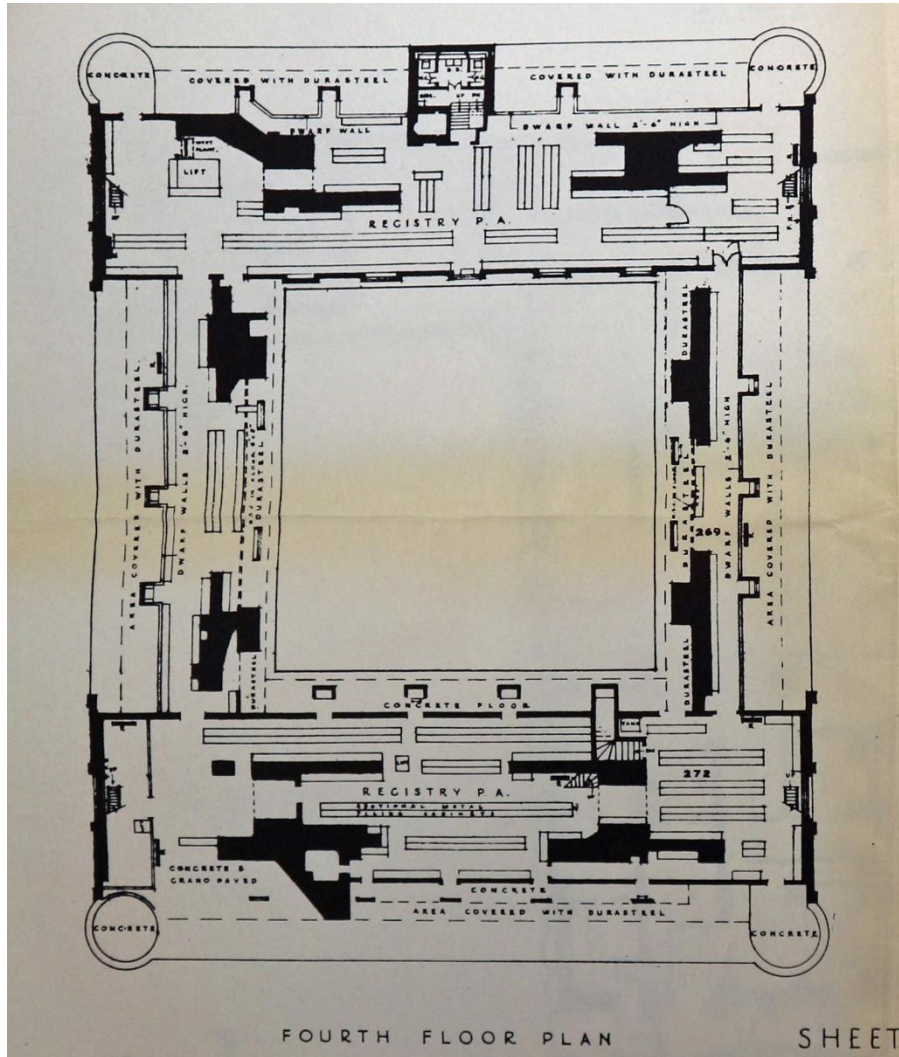 CONCRETE
COVERED WITH DURASTEEL
COVERED WITH DURASTEEL
CONCRETE
UP
DWARF WALL
DWARF WALL 2'-6" HIGH
LIFT
REGISTRY P.A.
DURASTEEL
AREA COVERED WITH DURASTEEL
DWARF WALLS 2'-6" HIGH.
DURASTEEL
DURASTEEL
269
DWARF WALLS 2'-6" HIGH
AREA COVERED WITH DURASTEEL
DURASTEEL
DURASTEEL
CONCRETE FLOOR
TANK
272
REGISTRY P.A.
SECTIONAL METAL
FILING CABINETS
CONCRETE &
GRANO PAVED
CONCRETE
AREA COVERED WITH DURASTEEL
CONCRETE
CONCRETE
FOURTH FLOOR PLAN
SHEET